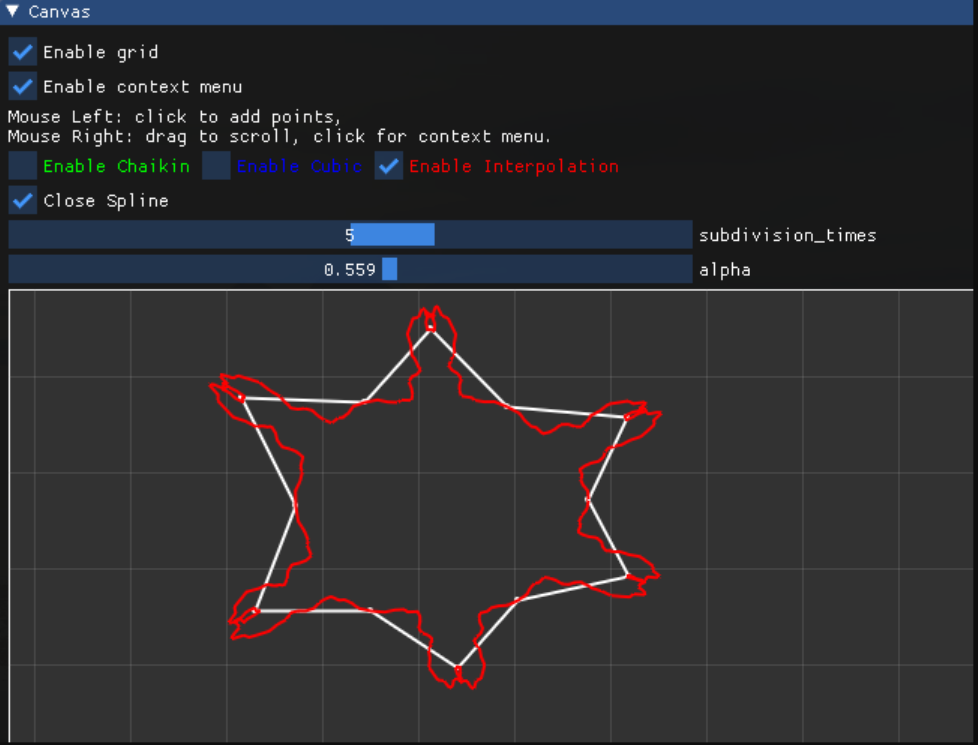 Canvas
Enable grid
Enable context menu
Mouse Left: click to add points,
Mouse Right: drag to scroll, click for context menu.
Enable Chaikin Enable Cubic Enable Interpolation
Close Spline
5 subdivision_times
0.559 alpha